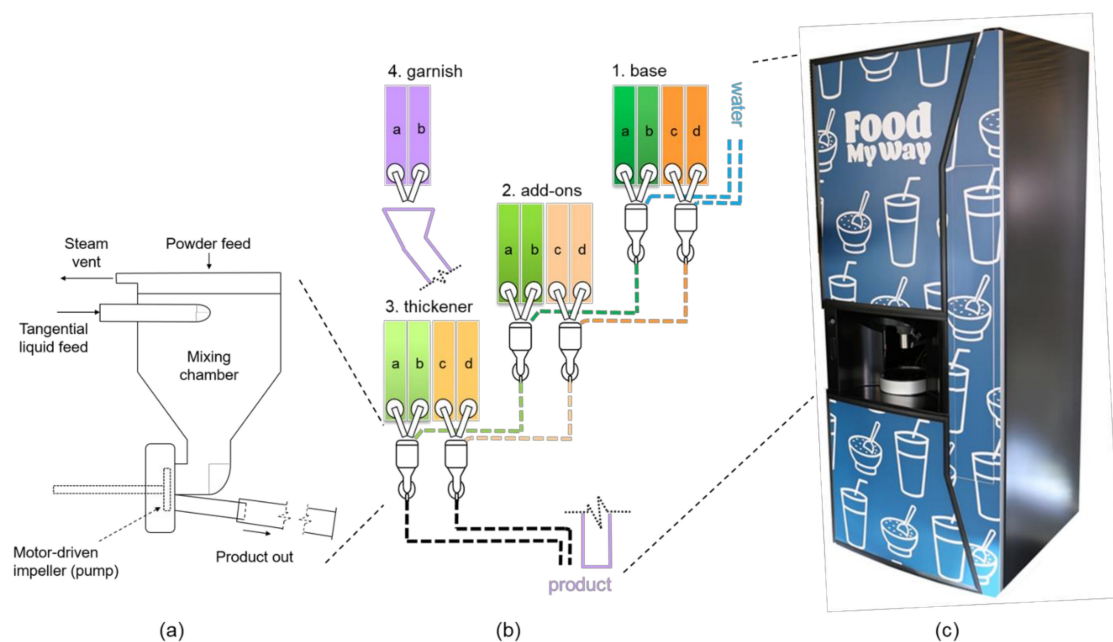 Steam
vent
Powder feed
Tangential
liquid feed
Mixing
chamber
Motor-driven
impeller (pump)
Product out
(a)
4. garnish
a b
1. base
a b c d
water
2. add-ons
a b c d
3. thickener
a b c d
product
(b)
Food
My Way
(c)